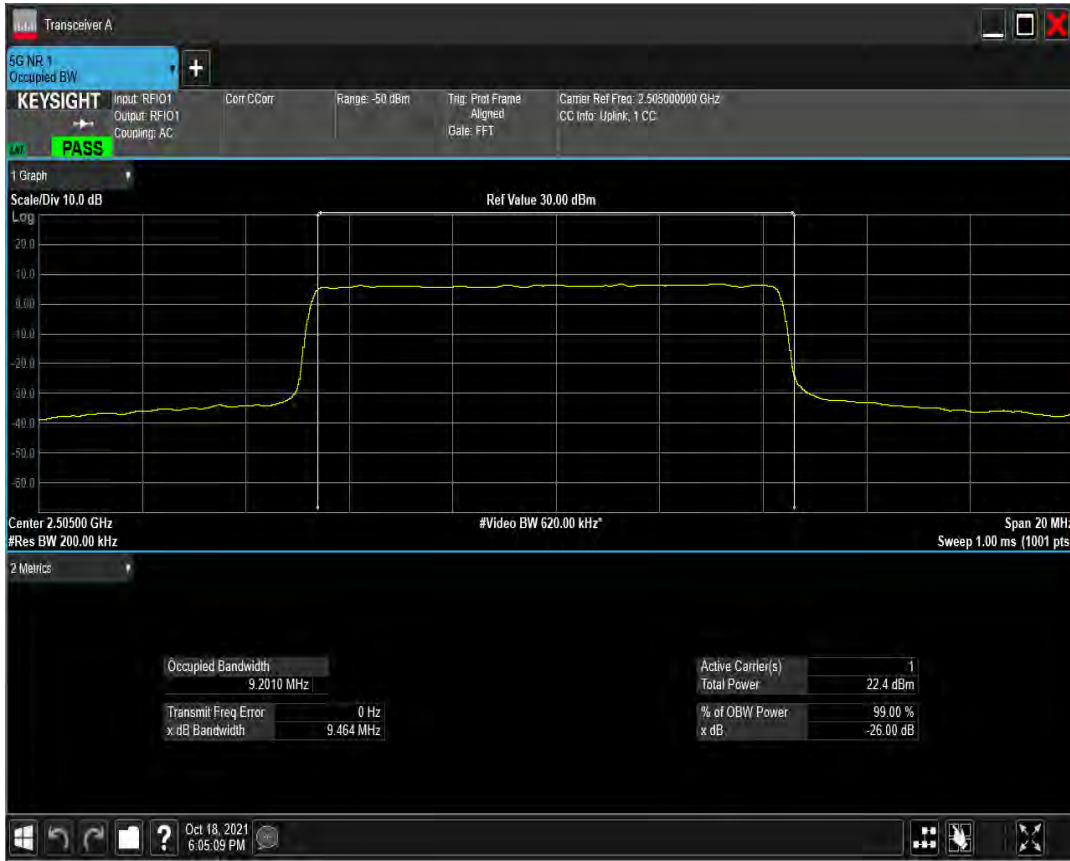 Transceiver A
5G NR 1
Occupied BW
+
KEYSIGHT
Input: RFIO1
Output: RFIO1
Coupling: AC
PASS
Corr CCorr
Range: -50 dBm
Trig: Prot Frame
Aligned
Gate: FFT
Carrier Ref Freq: 2.505000000 GHz
CC Info: Uplink, 1 CC
1 Graph
Scale/Div 10.0 dB
Ref Value 30.00 dBm
Log
20.0
10.0
0.00
-10.0
-20.0
-30.0
-40.0
-50.0
-60.0
Center 2.50500 GHz
#Video BW 620.00 kHz*
Span 20 MHz
#Res BW 200.00 kHz
Sweep 1.00 ms (1001 pts
2 Metrics
Occupied Bandwidth
9.2010 MHz
Transmit Freq Error 0 Hz
x dB Bandwidth 9.464 MHz
Active Carrier(s) 1
Total Power 22.4 dBm
% of OBW Power 99.00 %
x dB -26.00 dB
?
Oct 18, 2021
6:05:09 PM